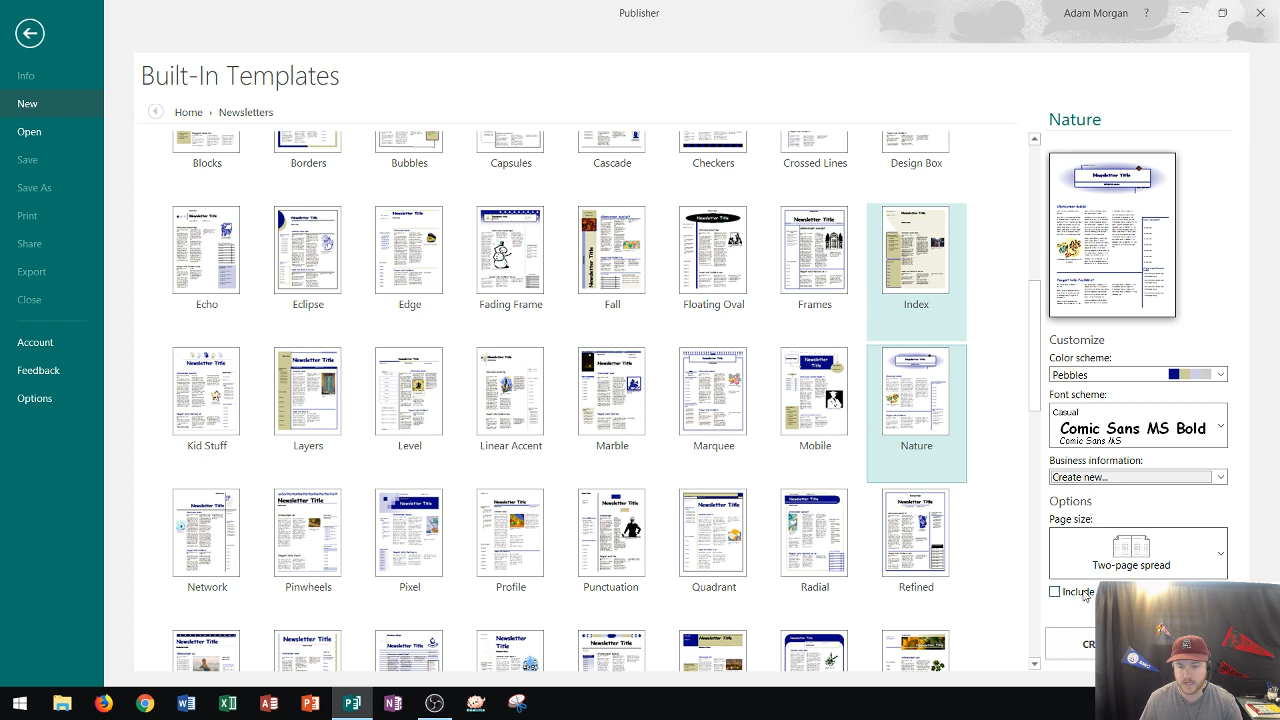 Publisher
Adam Morgan ?
Info
New
Open
Save
Save As
Print
Share
Export
Close
Account
Feedback
Options
Built-In Templates
Home › Newsletters
Blocks Borders Bubbles Capsules Cascade Checkers Crossed Lines Design Box
Echo Eclipse Edge Fading Frame Fall Floating Oval Frames Index
Kid Stuff Layers Level Linear Accent Marble Marquee Mobile Nature
Network Pinwheels Pixel Profile Punctuation Quadrant Radial Refined
Nature
Newsletter Title
Customize
Color scheme:
Pebbles
Font scheme:
Casual
Comic Sans MS Bold
Comic Sans MS
Business information:
Create new...
Options
Page size:
Two-page spread
Include